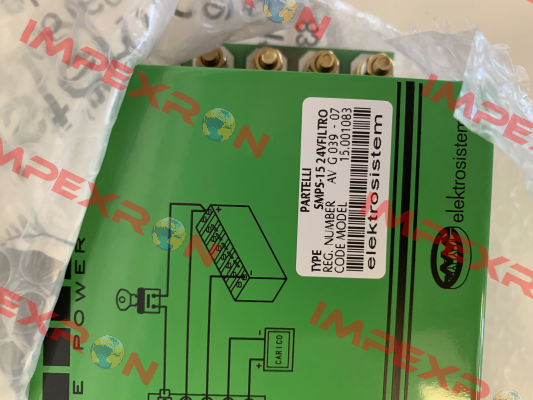 PARTELLI
TYPE SMPS-15 24VFILTRO
REG. NUMBER AV G 039 - 07
CODE MODEL 15.001083
elektrosistem
elektrosistem
E POWER
CARICO
+
-
+
-
IMPEXRON
IMPEXRON
IMPEXRON
IMPEXRON
IMPEXRON